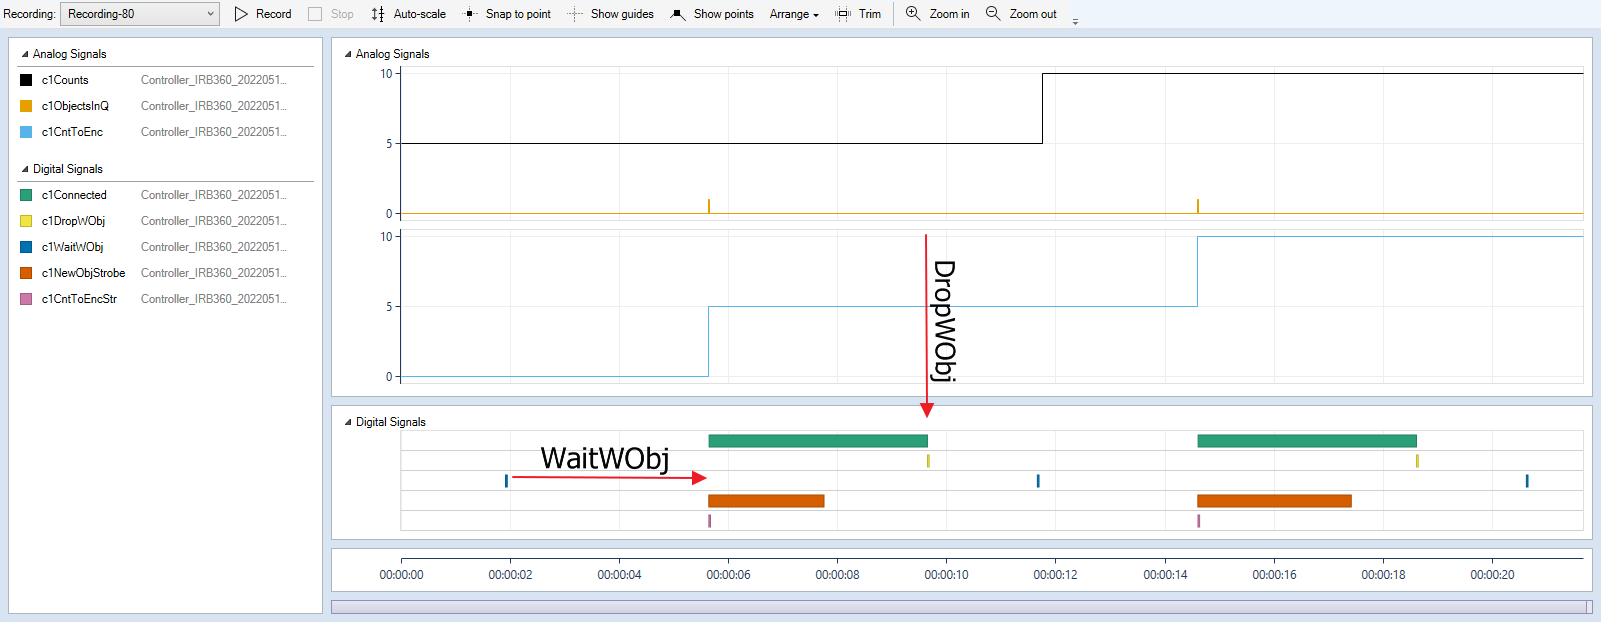 Recording: Recording-80 Record Stop Auto-scale Snap to point Show guides Show points Arrange Trim Zoom in Zoom out
Analog Signals
c1Counts Controller_IRB360_2022051...
c1ObjectsInQ Controller_IRB360_2022051...
c1CntToEnc Controller_IRB360_2022051...
Digital Signals
c1Connected Controller_IRB360_2022051...
c1DropWObj Controller_IRB360_2022051...
c1WaitWObj Controller_IRB360_2022051...
c1NewObjStrobe Controller_IRB360_2022051...
c1CntToEncStr Controller_IRB360_2022051...
Analog Signals
10
5
0
10
5
0
DropWObj
Digital Signals
WaitWObj
00:00:00 00:00:02 00:00:04 00:00:06 00:00:08 00:00:10 00:00:12 00:00:14 00:00:16 00:00:18 00:00:20